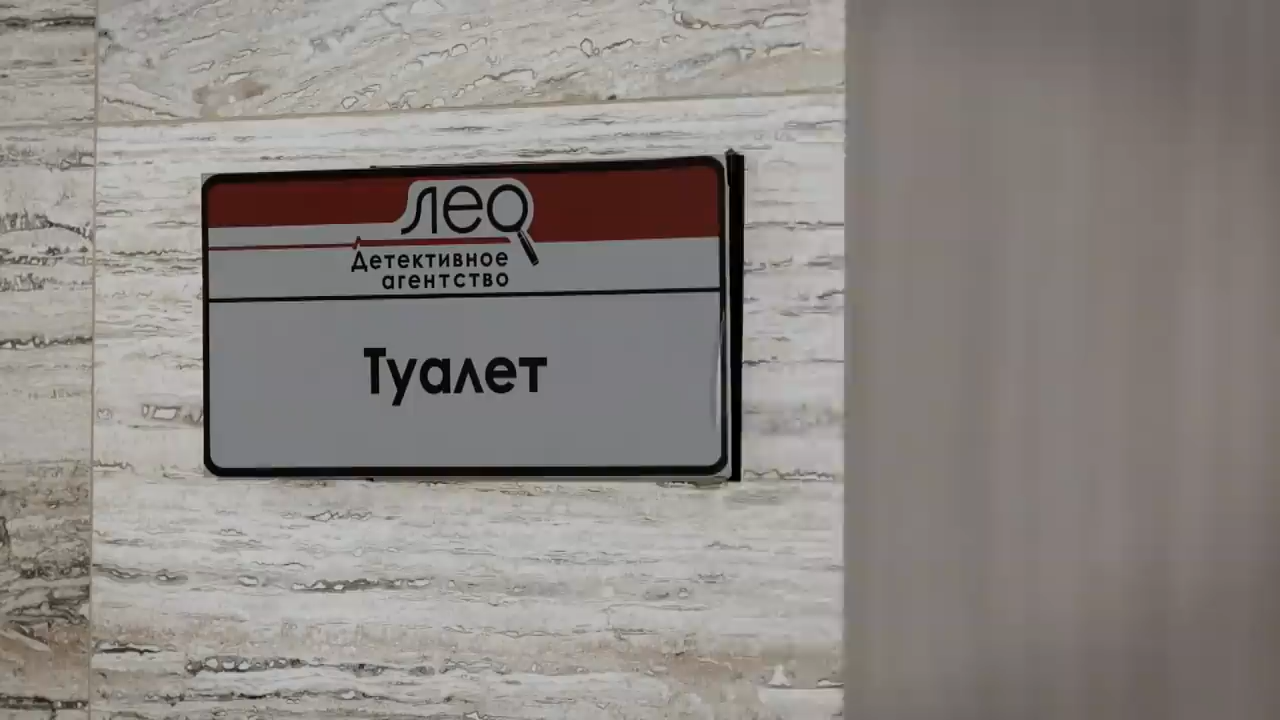 лео
Детективное
агентство
Туалет